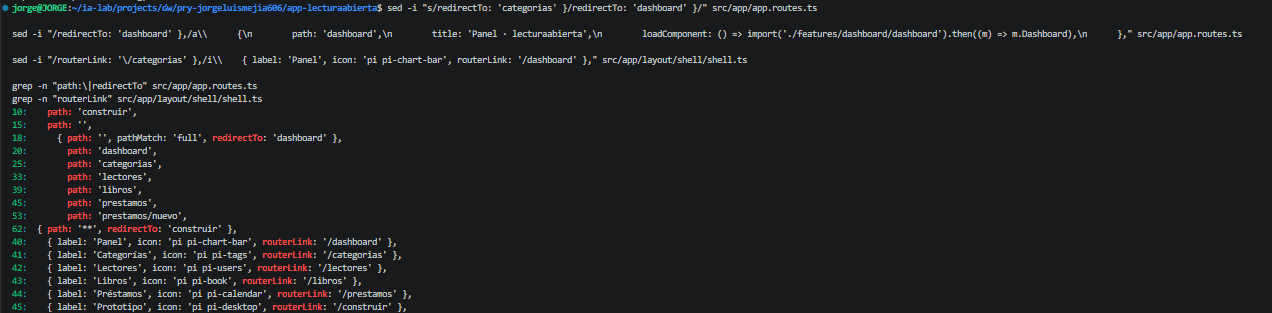 jorge@JORGE:~/ia-lab/projects/dw/pry-jorgeluismejia606/app-lecturaabierta$ sed -i "s/redirectTo: 'categorias' }/redirectTo: 'dashboard' }/" src/app/app.routes.ts
sed -i "/redirectTo: 'dashboard' },/a\\      {\n        path: 'dashboard',\n        title: 'Panel · lecturaabierta',\n        loadComponent: () => import('./features/dashboard/dashboard').then((m) => m.Dashboard),\n      }," src/app/app.routes.ts
sed -i "/routerLink: '\/categorias' },/i\\    { label: 'Panel', icon: 'pi pi-chart-bar', routerLink: '/dashboard' }," src/app/layout/shell/shell.ts
grep -n "path:\|redirectTo" src/app/app.routes.ts
grep -n "routerLink" src/app/layout/shell/shell.ts
10:    path: 'construir',
15:    path: '',
18:      { path: '', pathMatch: 'full', redirectTo: 'dashboard' },
20:        path: 'dashboard',
25:        path: 'categorias',
33:        path: 'lectores',
39:        path: 'libros',
45:        path: 'prestamos',
53:        path: 'prestamos/nuevo',
62:  { path: '**', redirectTo: 'construir' },
40:    { label: 'Panel', icon: 'pi pi-chart-bar', routerLink: '/dashboard' },
41:    { label: 'Categorías', icon: 'pi pi-tags', routerLink: '/categorias' },
42:    { label: 'Lectores', icon: 'pi pi-users', routerLink: '/lectores' },
43:    { label: 'Libros', icon: 'pi pi-book', routerLink: '/libros' },
44:    { label: 'Préstamos', icon: 'pi pi-calendar', routerLink: '/prestamos' },
45:    { label: 'Prototipo', icon: 'pi pi-desktop', routerLink: '/construir' },